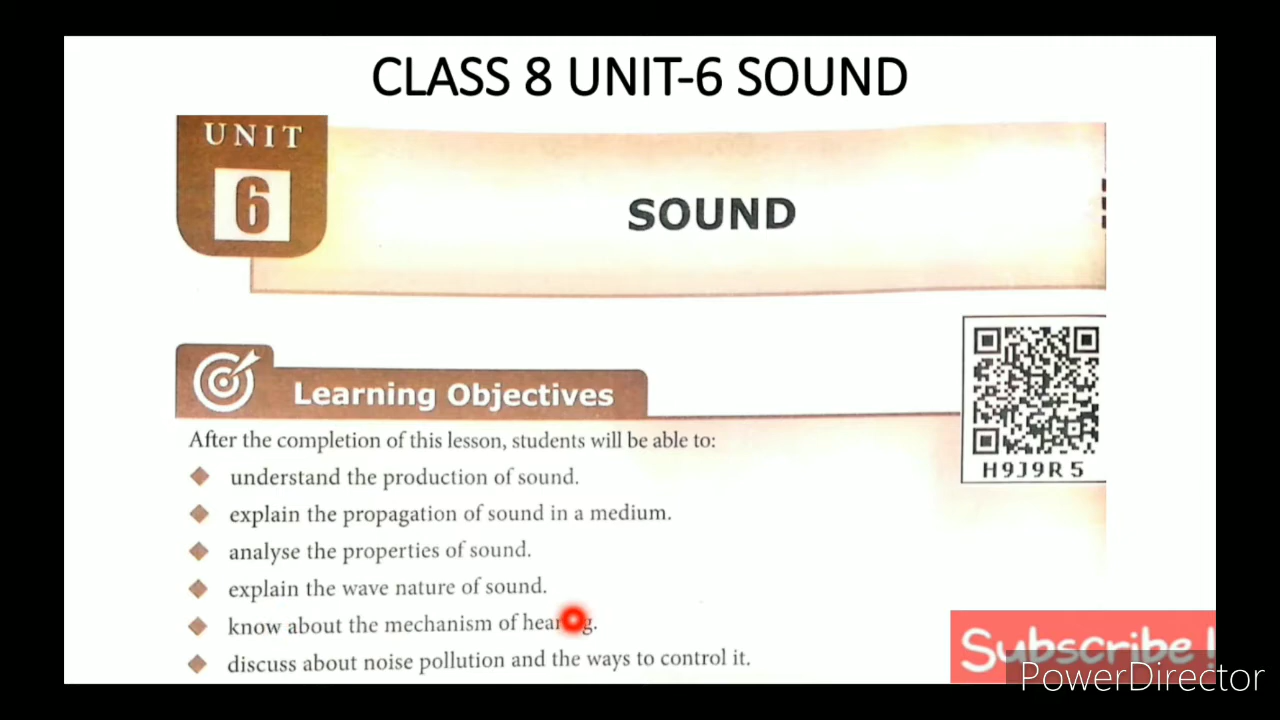 CLASS 8 UNIT-6 SOUND
UNIT
6
SOUND
H9J9R5
Learning Objectives
After the completion of this lesson, students will be able to:
understand the production of sound.
explain the propagation of sound in a medium.
analyse the properties of sound.
explain the wave nature of sound.
know about the mechanism of hearing.
discuss about noise pollution and the ways to control it.
Subscribe!
PowerDirector